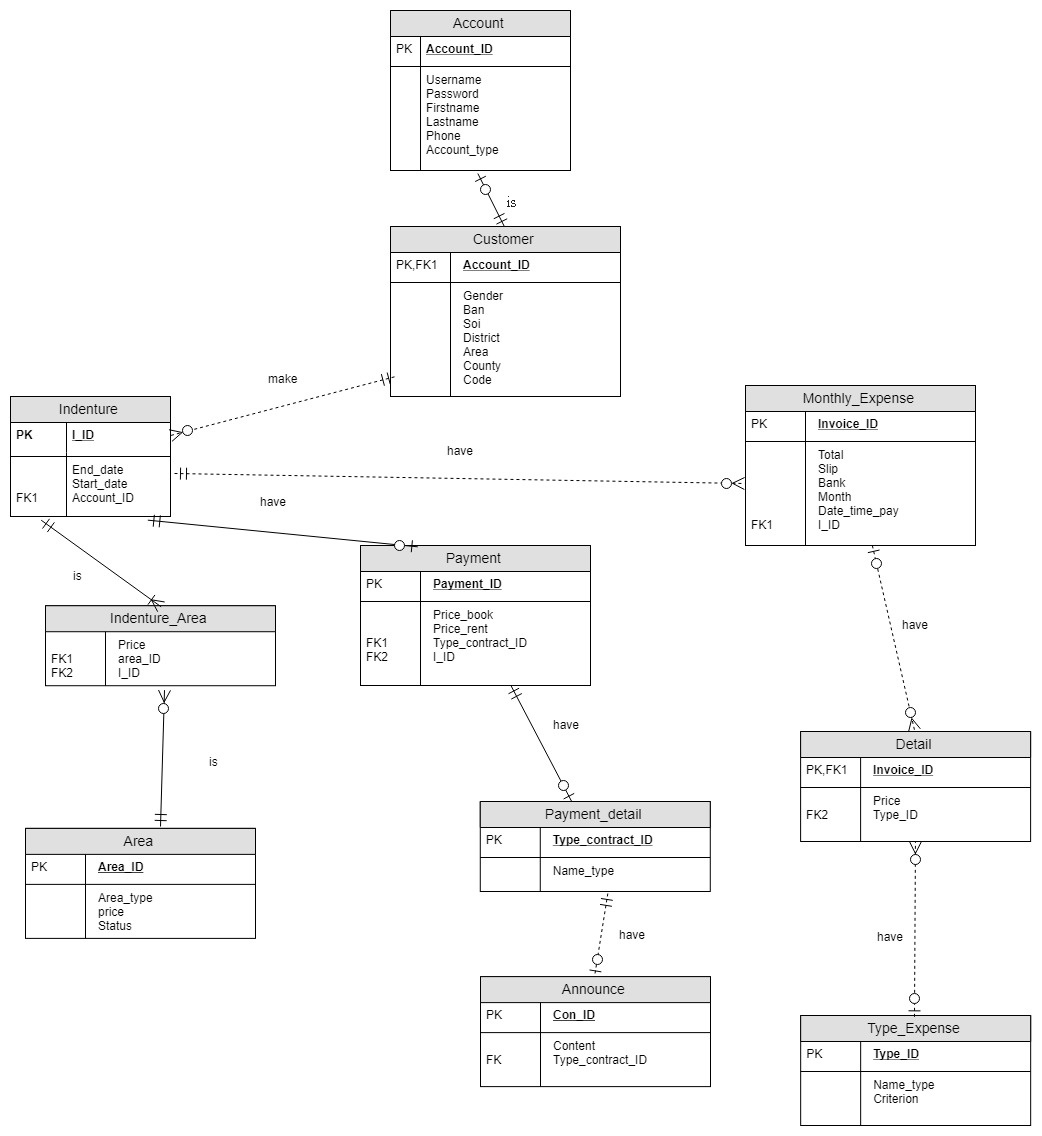 Account
PK Account_ID
Username
Password
Firstname
Lastname
Phone
Account_type
is
Customer
PK,FK1 Account_ID
Gender
Ban
Soi
District
Area
County
Code
make
Indenture
PK I_ID
End_date
Start_date
FK1 Account_ID
have
Monthly_Expense
PK Invoice_ID
Total
Slip
Bank
Month
Date_time_pay
FK1 I_ID
have
Payment
PK Payment_ID
Price_book
Price_rent
FK1 Type_contract_ID
FK2 I_ID
is
Indenture_Area
Price
FK1 area_ID
FK2 I_ID
have
have
is
Detail
PK,FK1 Invoice_ID
Price
FK2 Type_ID
Payment_detail
PK Type_contract_ID
Name_type
Area
PK Area_ID
Area_type
price
Status
have
have
Announce
PK Con_ID
Content
FK Type_contract_ID
Type_Expense
PK Type_ID
Name_type
Criterion